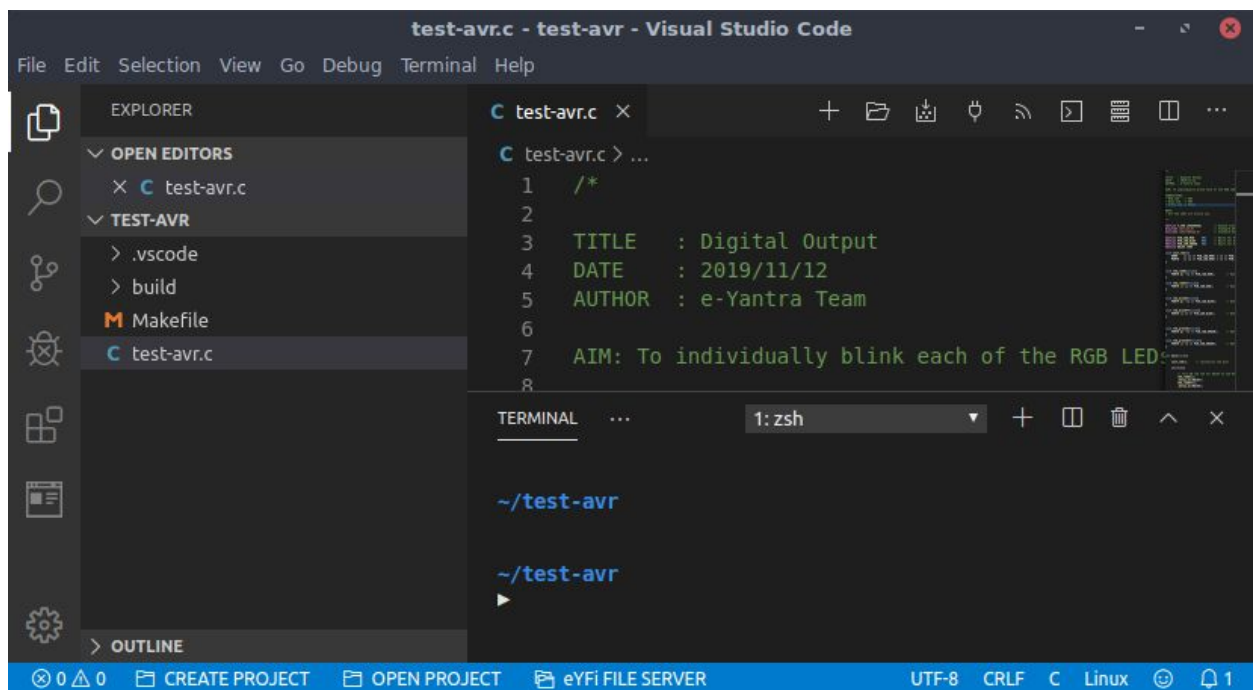 test-avr.c - test-avr - Visual Studio Code
File Edit Selection View Go Debug Terminal Help
EXPLORER
OPEN EDITORS
C test-avr.c
TEST-AVR
.vscode
build
M Makefile
C test-avr.c
OUTLINE
C test-avr.c
C test-avr.c > ...
1 /*
2
3 TITLE : Digital Output
4 DATE : 2019/11/12
5 AUTHOR : e-Yantra Team
6
7 AIM: To individually blink each of the RGB LED
8
TERMINAL ... 1: zsh
~/test-avr
~/test-avr
0 0 CREATE PROJECT OPEN PROJECT eYFi FILE SERVER UTF-8 CRLF C Linux 1